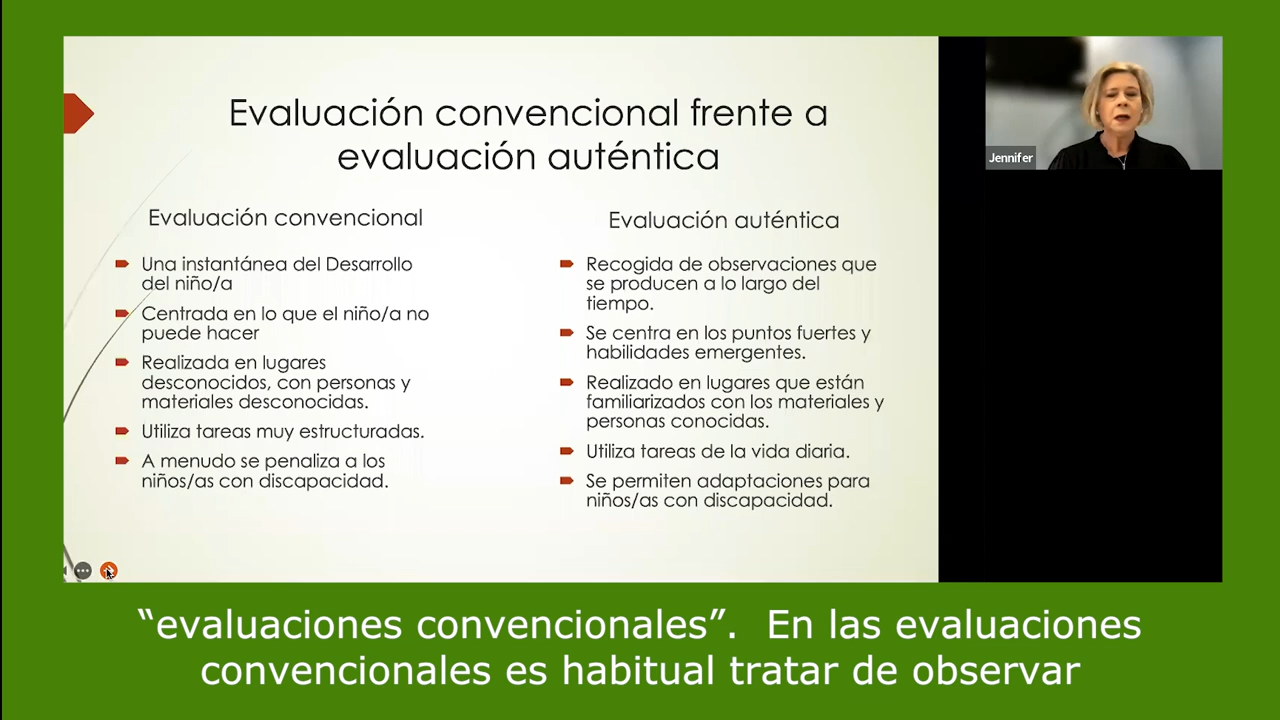 Evaluación convencional frente a
evaluación auténtica
Evaluación convencional
Una instantánea del Desarrollo
del niño/a
Centrada en lo que el niño/a no
puede hacer
Realizada en lugares
desconocidos, con personas y
materiales desconocidas.
Utiliza tareas muy estructuradas.
A menudo se penaliza a los
niños/as con discapacidad.
Evaluación auténtica
Recogida de observaciones que
se producen a lo largo del
tiempo.
Se centra en los puntos fuertes y
habilidades emergentes.
Realizado en lugares que están
familiarizados con los materiales y
personas conocidas.
Utiliza tareas de la vida diaria.
Se permiten adaptaciones para
niños/as con discapacidad.
Jennifer
“evaluaciones convencionales”.  En las evaluaciones
convencionales es habitual tratar de observar